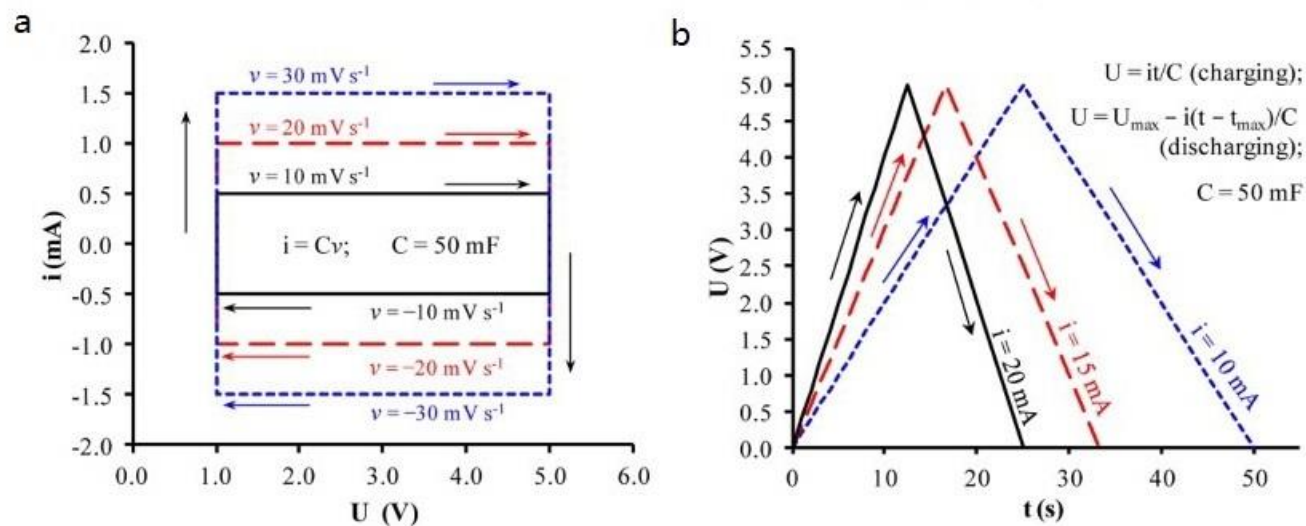 a
2.0
1.5
1.0
0.5
0.0
-0.5
-1.0
-1.5
-2.0
i (mA)
v = 30 mV s⁻¹
v = 20 mV s⁻¹
v = 10 mV s⁻¹
i = Cv; C = 50 mF
v = −10 mV s⁻¹
v = −20 mV s⁻¹
v = −30 mV s⁻¹
0.0 1.0 2.0 3.0 4.0 5.0 6.0
U (V)
b
5.5
5.0
4.5
4.0
3.5
3.0
2.5
2.0
1.5
1.0
0.5
0.0
U (V)
U = it/C (charging);
U = Umax − i(t − tmax)/C
(discharging);
C = 50 mF
i = 20 mA
i = 15 mA
i = 10 mA
0 10 20 30 40 50
t (s)